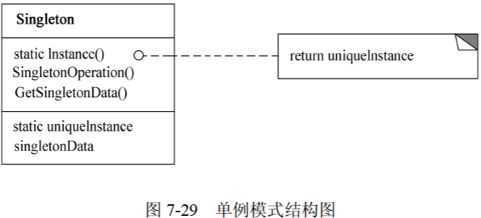 Singleton
static Instance()
SingletonOperation()
GetSingletonData()
return uniqueInstance
static uniqueInstance
singletonData
图 7-29 单例模式结构图